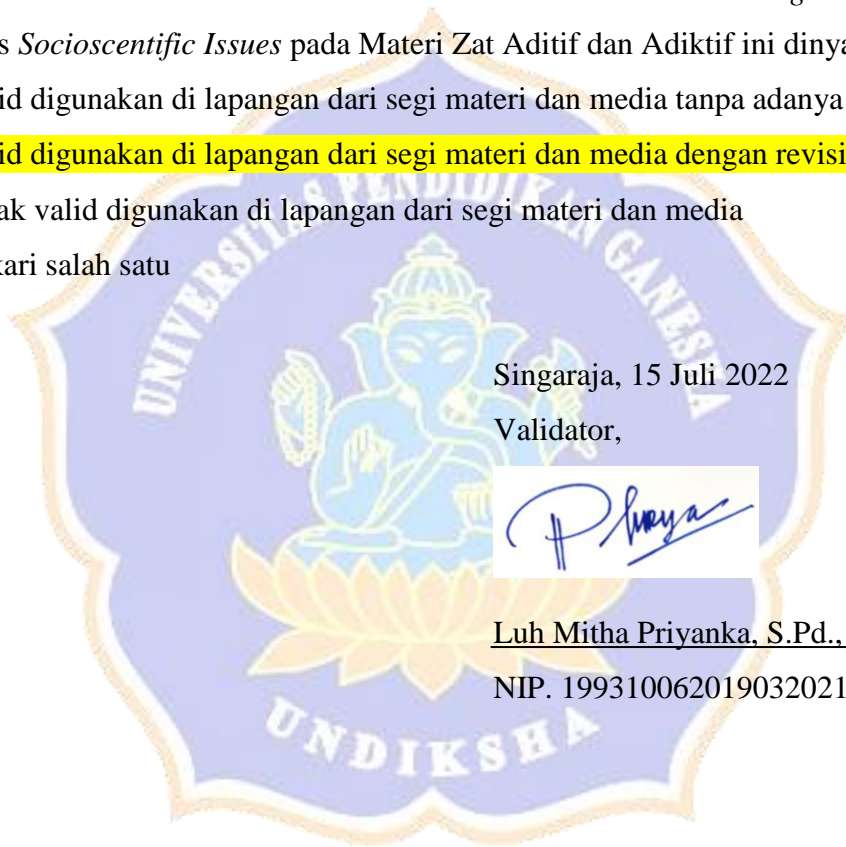 s Socioscentific Issues pada Materi Zat Aditif dan Adiktif ini dinya
id digunakan di lapangan dari segi materi dan media tanpa adanya
id digunakan di lapangan dari segi materi dan media dengan revisi
ak valid digunakan di lapangan dari segi materi dan media
kari salah satu
UNIVERSITAS PENDIDIKAN GANESHA
Singaraja, 15 Juli 2022
Validator,
Luh Mitha Priyanka, S.Pd.,
NIP. 199310062019032021
UNDIKSHA